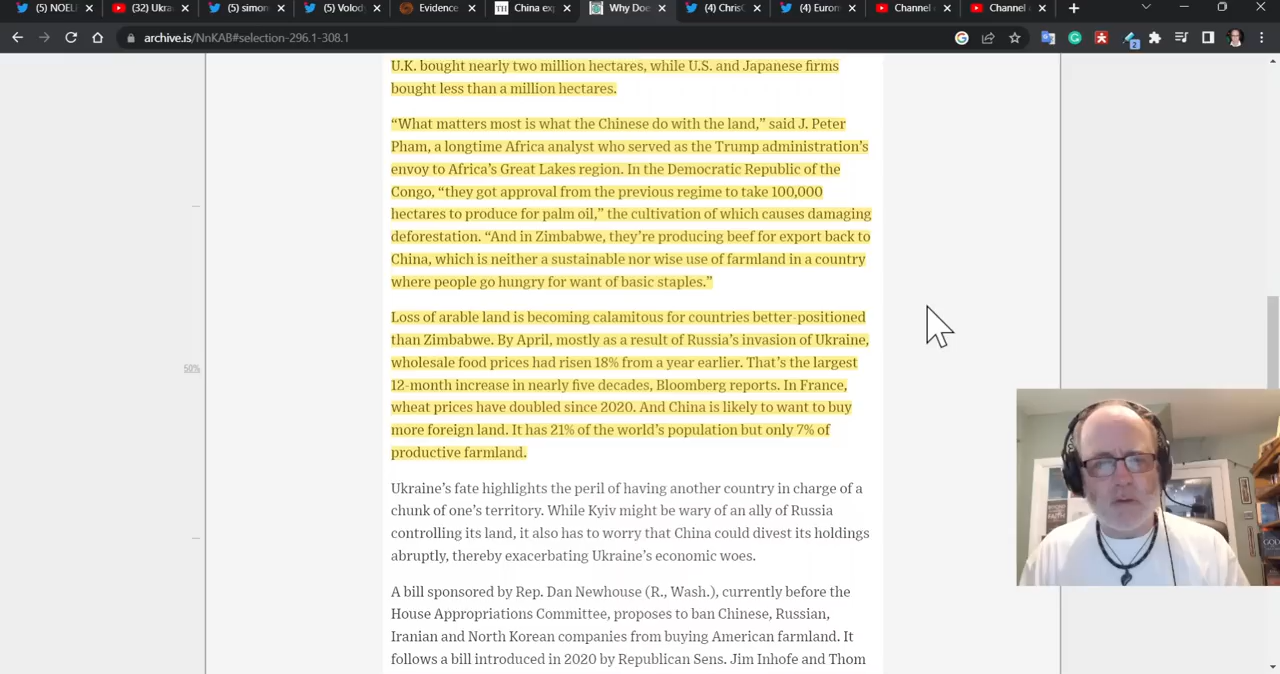 (5) NOEL
(32) Ukra
(5) simon
(5) Volody
Evidence
TH China ex
Why Doe
(4) ChrisO
(4) Eurom
Channel
Channel
archive.is/NnKAB#selection-296.1-308.1
U.K. bought nearly two million hectares, while U.S. and Japanese firms
bought less than a million hectares.
“What matters most is what the Chinese do with the land,” said J. Peter
Pham, a longtime Africa analyst who served as the Trump administration’s
envoy to Africa’s Great Lakes region. In the Democratic Republic of the
Congo, “they got approval from the previous regime to take 100,000
hectares to produce for palm oil,” the cultivation of which causes damaging
deforestation. “And in Zimbabwe, they’re producing beef for export back to
China, which is neither a sustainable nor wise use of farmland in a country
where people go hungry for want of basic staples.”
Loss of arable land is becoming calamitous for countries better-positioned
than Zimbabwe. By April, mostly as a result of Russia’s invasion of Ukraine,
wholesale food prices had risen 18% from a year earlier. That’s the largest
12-month increase in nearly five decades, Bloomberg reports. In France,
wheat prices have doubled since 2020. And China is likely to want to buy
more foreign land. It has 21% of the world’s population but only 7% of
productive farmland.
50%
Ukraine’s fate highlights the peril of having another country in charge of a
chunk of one’s territory. While Kyiv might be wary of an ally of Russia
controlling its land, it also has to worry that China could divest its holdings
abruptly, thereby exacerbating Ukraine’s economic woes.
A bill sponsored by Rep. Dan Newhouse (R., Wash.), currently before the
House Appropriations Committee, proposes to ban Chinese, Russian,
Iranian and North Korean companies from buying American farmland. It
follows a bill introduced in 2020 by Republican Sens. Jim Inhofe and Thom